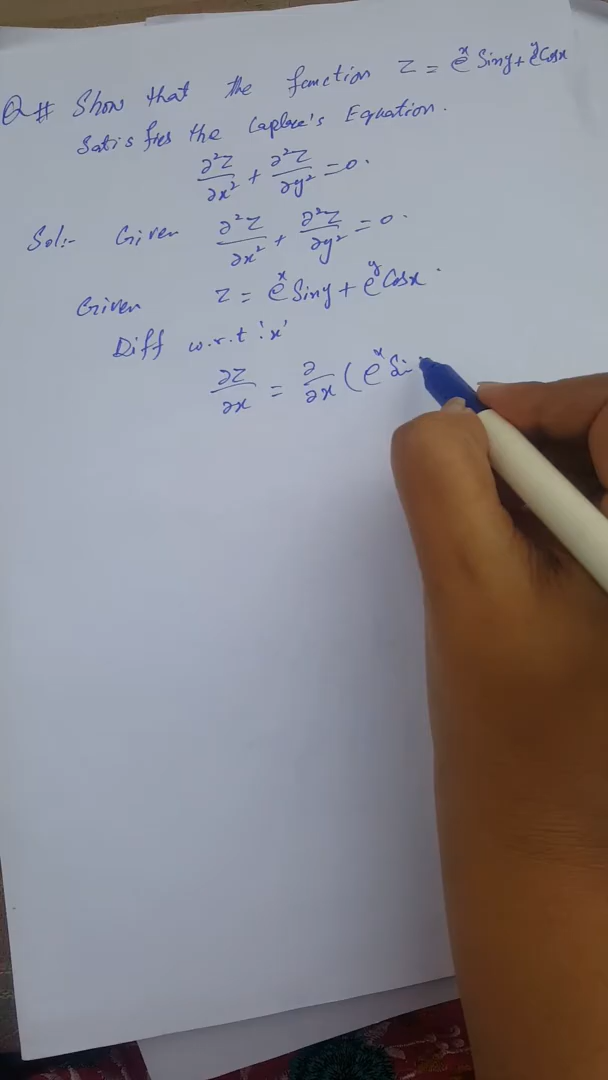 Q# Show that the function Z = e^x Siny + e^y Cosx
Satisfies the Laplace's Equation.
∂²Z/∂x² + ∂²Z/∂y² = 0.
Sol:- Given ∂²Z/∂x² + ∂²Z/∂y² = 0.
Given Z = e^x Siny + e^y Cosx.
Diff w.r.t 'x'
∂Z/∂x = ∂/∂x (e^x Si